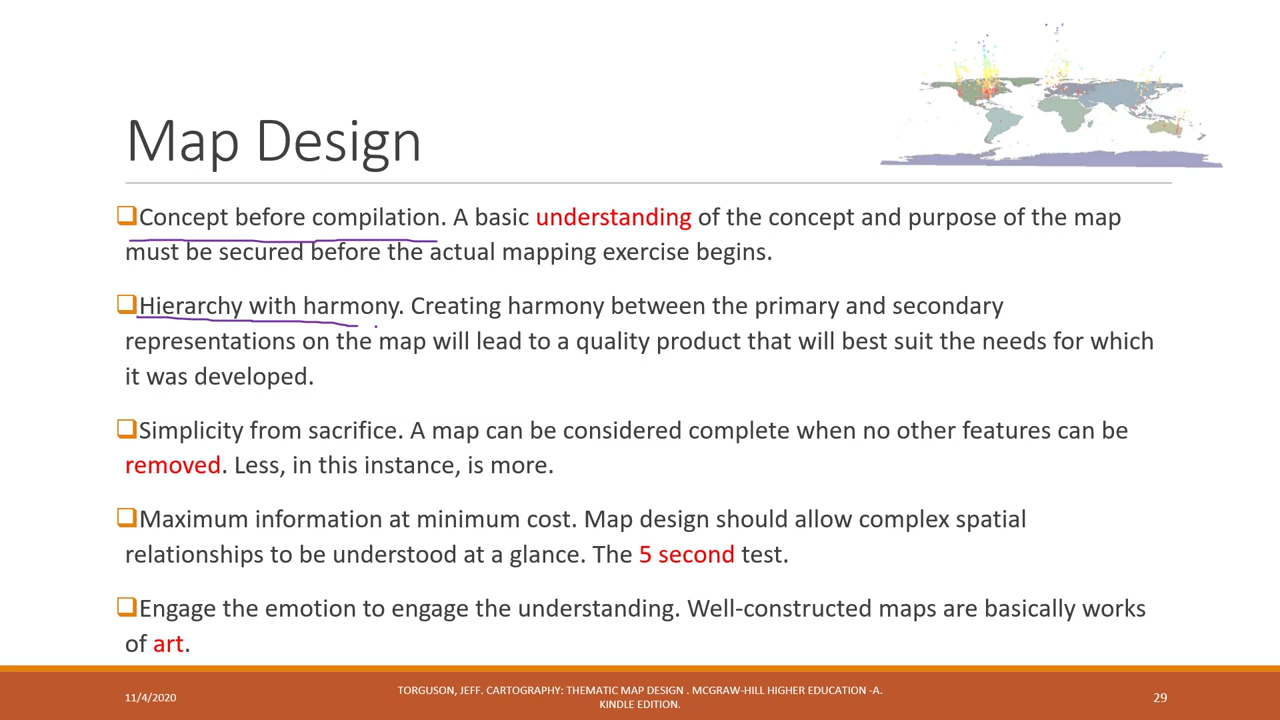 Map Design
Concept before compilation. A basic understanding of the concept and purpose of the map
must be secured before the actual mapping exercise begins.
Hierarchy with harmony. Creating harmony between the primary and secondary
representations on the map will lead to a quality product that will best suit the needs for which
it was developed.
Simplicity from sacrifice. A map can be considered complete when no other features can be
removed. Less, in this instance, is more.
Maximum information at minimum cost. Map design should allow complex spatial
relationships to be understood at a glance. The 5 second test.
Engage the emotion to engage the understanding. Well-constructed maps are basically works
of art.
11/4/2020
TORGUSON, JEFF. CARTOGRAPHY: THEMATIC MAP DESIGN . MCGRAW-HILL HIGHER EDUCATION -A.
KINDLE EDITION.
29